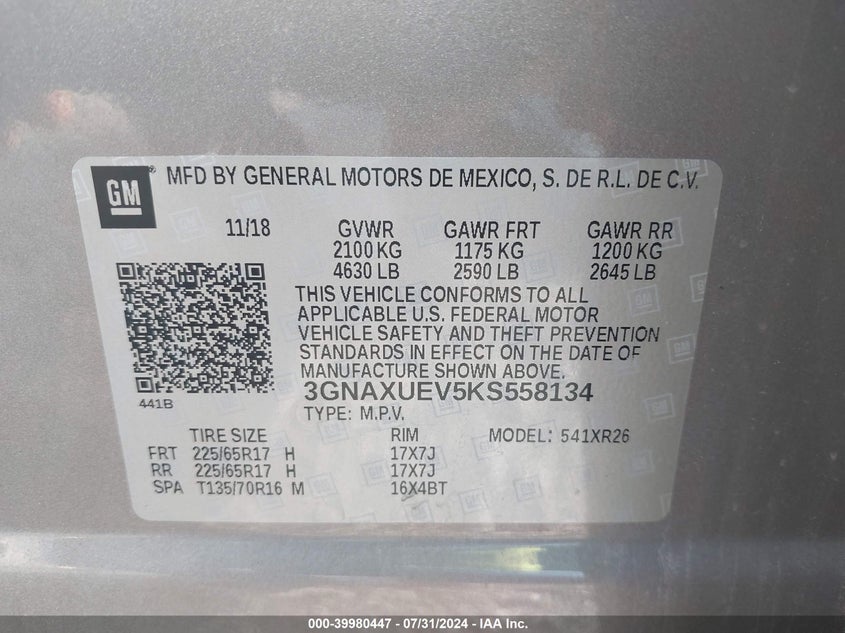 GM
MFD BY GENERAL MOTORS DE MEXICO, S. DE R.L. DE C.V.
11/18 GVWR GAWR FRT GAWR RR
2100 KG 1175 KG 1200 KG
4630 LB 2590 LB 2645 LB
THIS VEHICLE CONFORMS TO ALL
APPLICABLE U.S. FEDERAL MOTOR
VEHICLE SAFETY AND THEFT PREVENTION
STANDARDS IN EFFECT ON THE DATE OF
MANUFACTURE SHOWN ABOVE.
3GNAXUEV5KS558134
441B
TYPE: M.P.V.
TIRE SIZE RIM MODEL: 541XR26
FRT 225/65R17 H 17X7J
RR 225/65R17 H 17X7J
SPA T135/70R16 M 16X4BT
000-39980447 / 07/31/2024 - IAA Inc.